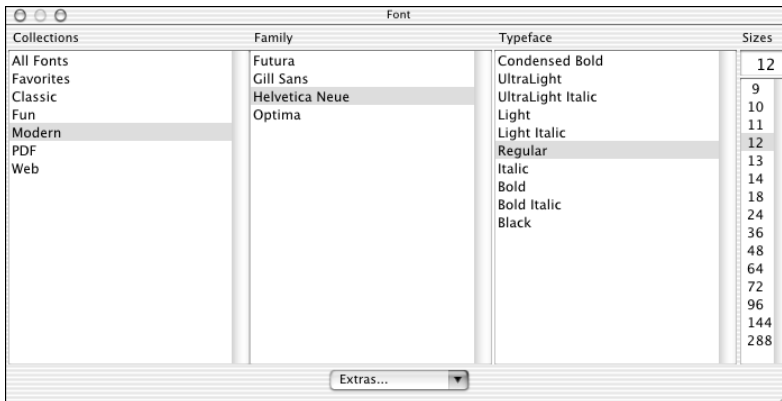 Font
Collections
Family
Typeface
Sizes
All Fonts
Favorites
Classic
Fun
Modern
PDF
Web
Futura
Gill Sans
Helvetica Neue
Optima
Condensed Bold
UltraLight
UltraLight Italic
Light
Light Italic
Regular
Italic
Bold
Bold Italic
Black
12
9
10
11
12
13
14
18
24
36
48
64
72
96
144
288
Extras...